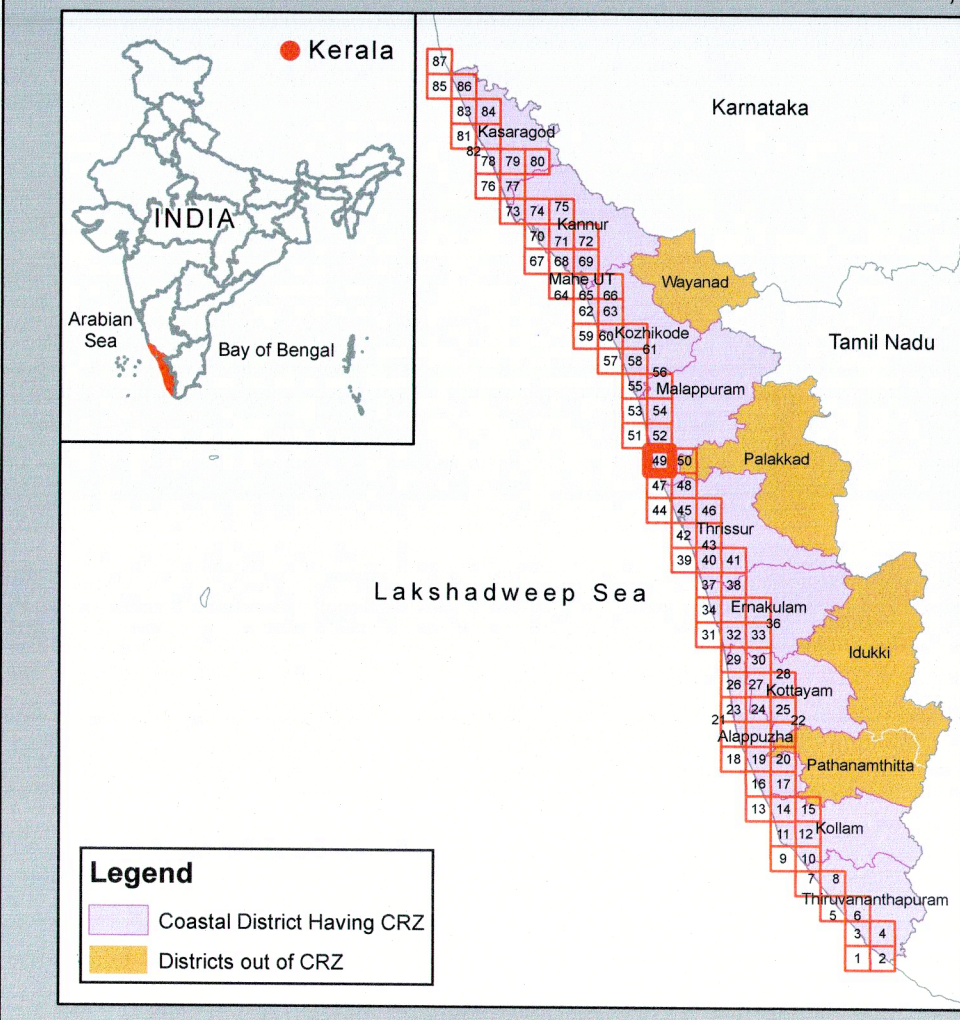 Kerala
INDIA
Arabian
Sea
Bay of Bengal
Karnataka
Tamil Nadu
Lakshadweep Sea
87
85 86
83 84
81 Kasaragod
82
78 79 80
76 77
73 74 75
Kannur
70 71 72
67 68 69
Mahe UT
64 65 66
Wayanad
62 63
59 60 Kozhikode
61
57 58
56
55 Malappuram
53 54
51 52
49 50 Palakkad
47 48
44 45 46
42 Thrissur
43
39 40 41
37 38
34 Ernakulam
36
31 32 33
29 30 Idukki
28
26 27 Kottayam
23 24 25
21 22
Alappuzha
18 19 20 Pathanamthitta
16 17
13 14 15
11 12 Kollam
9 10
7 8
Thiruvananthapuram
5 6
3 4
1 2
Legend
Coastal District Having CRZ
Districts out of CRZ